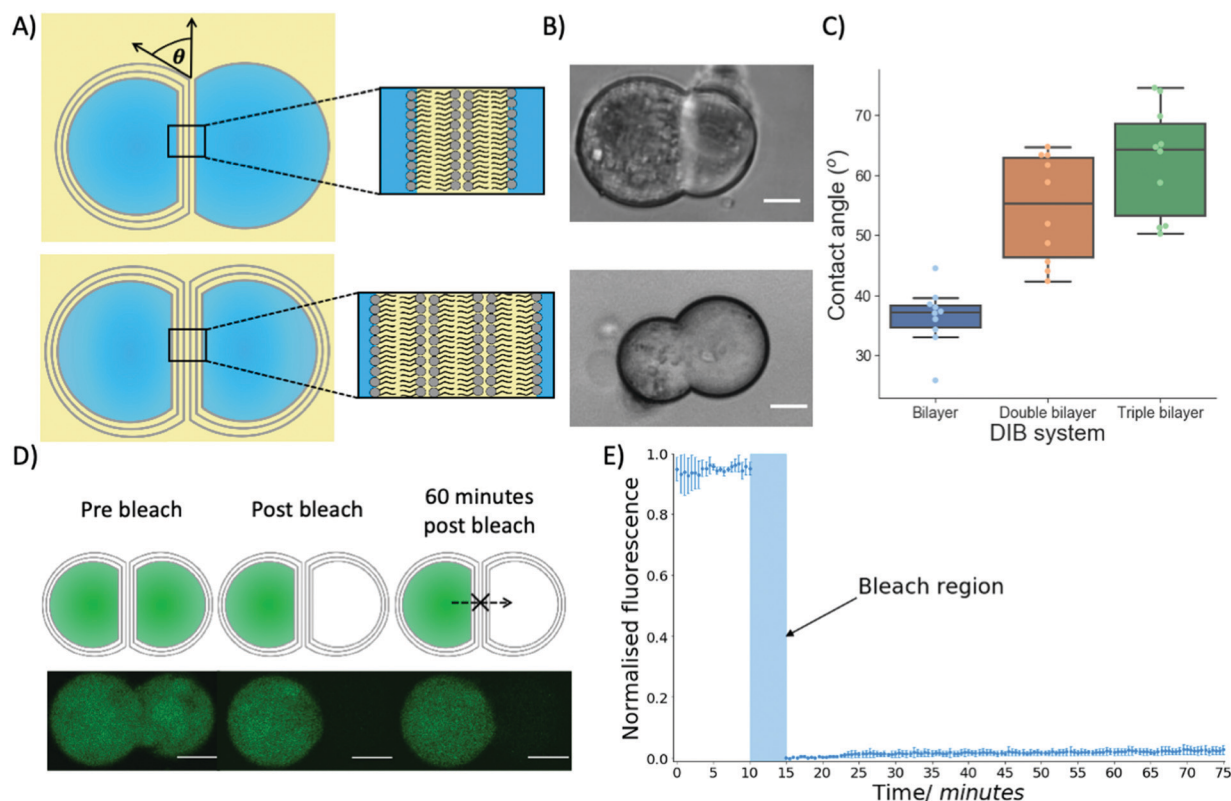 A)
θ
B)
C)
Contact angle (°)
70
60
50
40
30
Bilayer
Double bilayer
Triple bilayer
DIB system
D)
Pre bleach
Post bleach
60 minutes
post bleach
E)
Normalised fluorescence
1.0
0.8
0.6
0.4
0.2
0.0
Bleach region
0
5
10
15
20
25
30
35
40
45
50
55
60
65
70
75
Time/ minutes